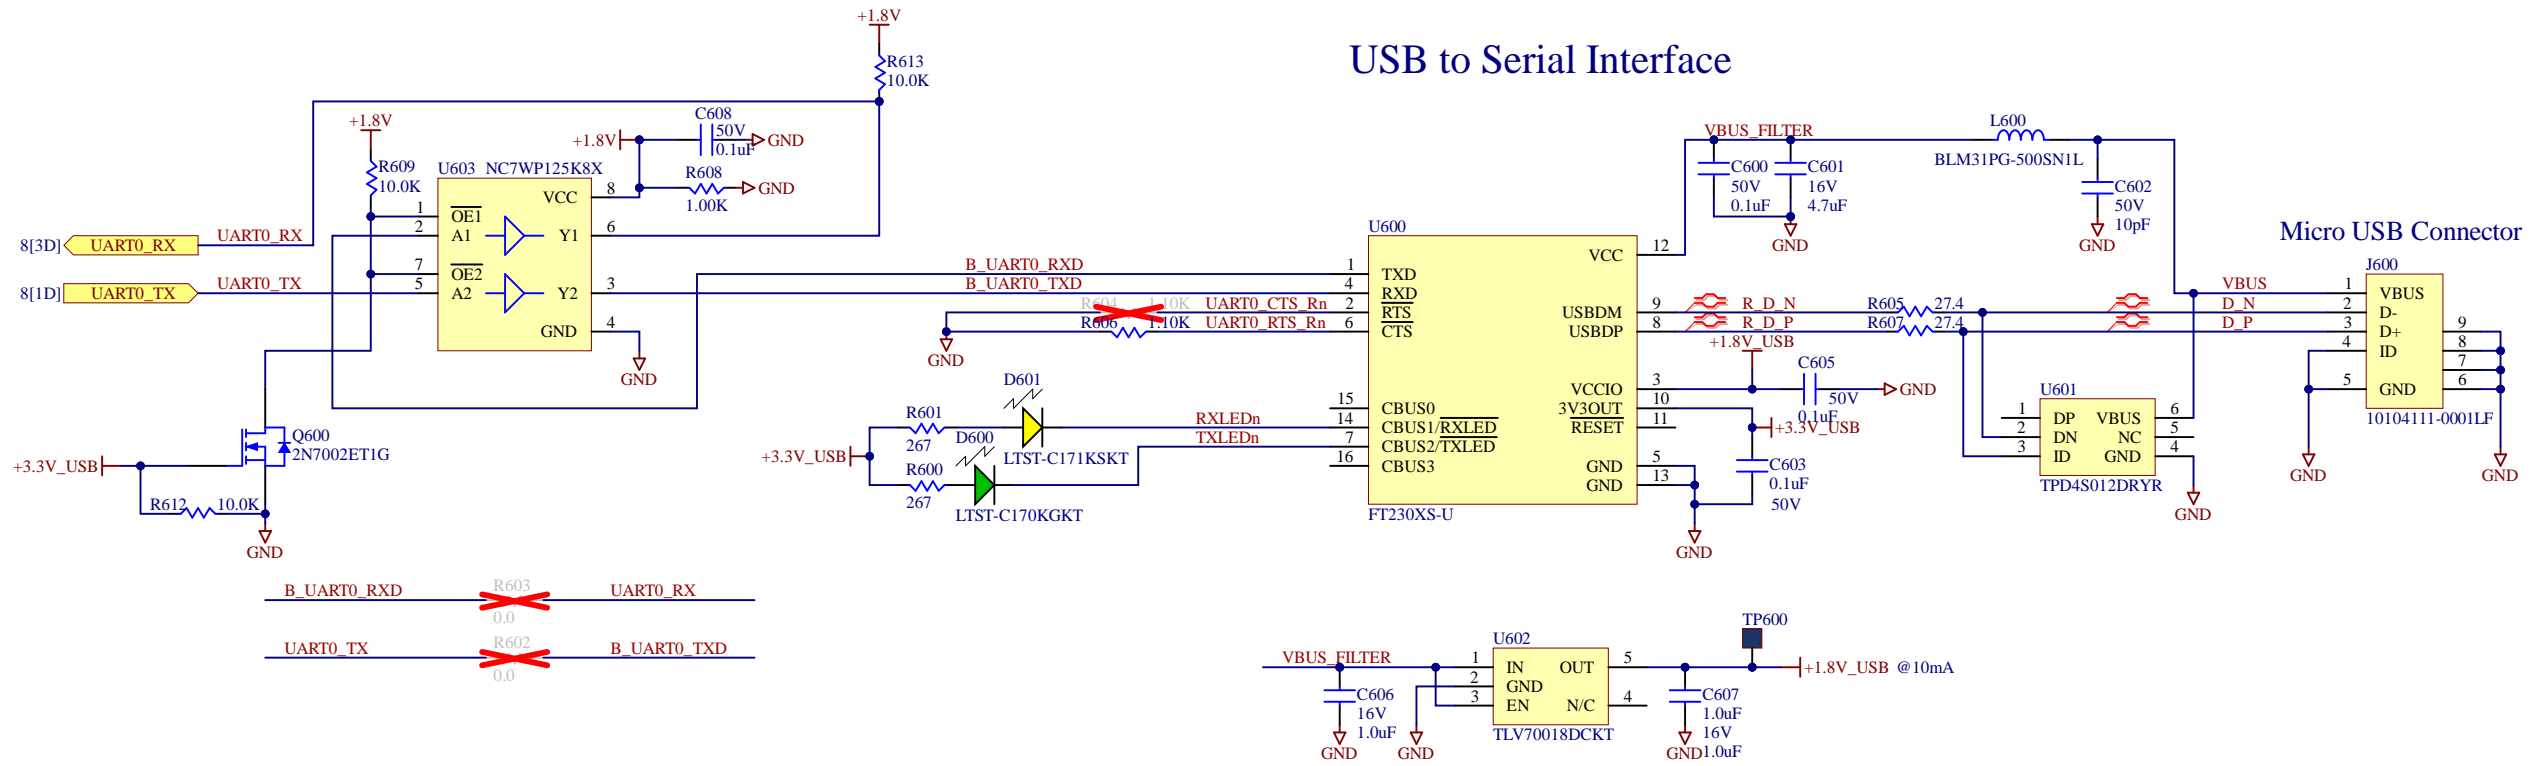 USB to Serial Interface
+1.8V
R613
10.0K
+1.8V
R609
10.0K
U603 NC7WP125K8X
+1.8V
C608
50V
0.1uF
GND
R608
1.00K
GND
VCC 8
1 OE1
2 A1
Y1 6
7 OE2
5 A2
Y2 3
GND 4
GND
8[3D] UART0_RX UART0_RX
8[1D] UART0_TX UART0_TX
+3.3V_USB
Q600
2N7002ET1G
R612 10.0K
GND
B_UART0_RXD
B_UART0_TXD
R604 1.10K UART0_CTS_Rn
R606 1.10K UART0_RTS_Rn
GND
D601
R601
267
LTST-C171KSKT
RXLEDn
D600
R600
267
LTST-C170KGKT
TXLEDn
+3.3V_USB
U600
1 TXD
4 RXD
2 RTS
6 CTS
15 CBUS0
14 CBUS1/RXLED
7 CBUS2/TXLED
16 CBUS3
VCC 12
USBDM 9
USBDP 8
VCCIO 3
3V3OUT 10
RESET 11
GND 5
GND 13
FT230XS-U
VBUS_FILTER
C600
50V
0.1uF
C601
16V
4.7uF
GND
L600
BLM31PG-500SN1L
C602
50V
10pF
GND
R_D_N
R605 27.4
R_D_P
R607 27.4
+1.8V_USB
C605
50V
0.1uF
GND
+3.3V_USB
C603
0.1uF
50V
GND
U601
1 DP
2 DN
3 ID
VBUS 6
NC 5
GND 4
TPD4S012DRYR
GND
Micro USB Connector
J600
VBUS 1 VBUS
D_N 2 D-
D_P 3 D+
4 ID
5 GND
9
8
7
6
10104111-0001LF
GND
GND
B_UART0_RXD R603 UART0_RX
0.0
UART0_TX R602 B_UART0_TXD
0.0
VBUS_FILTER
C606
16V
1.0uF
GND
GND
U602
1 IN
2 GND
3 EN
OUT 5
N/C 4
TLV70018DCKT
C607
1.0uF
16V
1.0uF
GND
TP600
+1.8V_USB @10mA